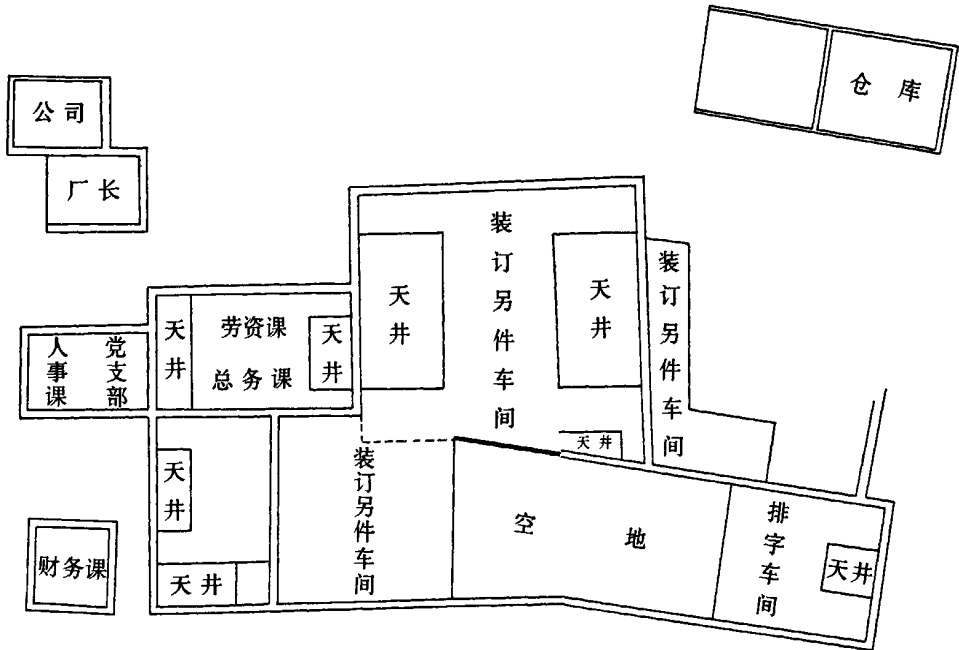 仓库
公司
厂长
装订另件车间
天井
天井
装订另件车间
人事课
党支部
天井
劳资课
总务课
天井
天井
天井
装订另件车间
天井
空地
排字车间
天井
财务课
天井